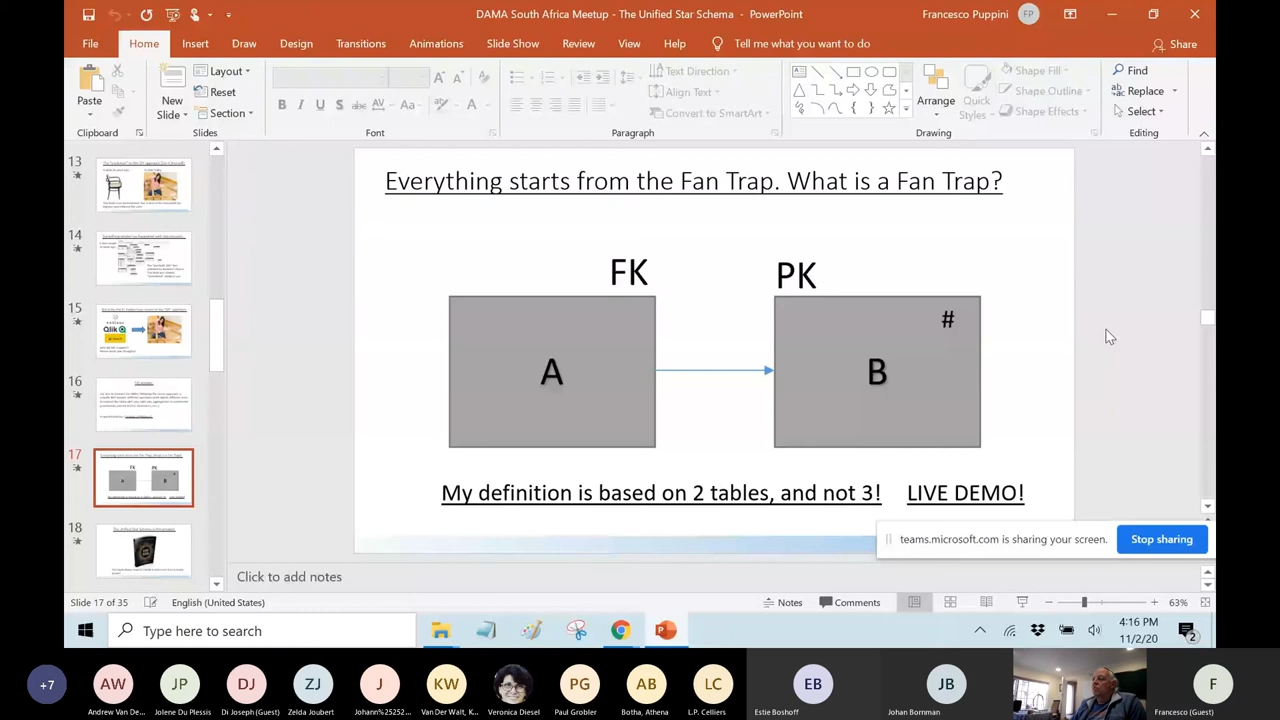 DAMA South Africa Meetup - The Unified Star Schema - PowerPoint
Francesco Puppini
FP
File
Home
Insert
Draw
Design
Transitions
Animations
Slide Show
Review
View
Help
Tell me what you want to do
Share
Paste
New
Slide
Layout
Reset
Section
B I U S abc AV Aa A
Text Direction
Align Text
Convert to SmartArt
Arrange
Quick
Styles
Shape Fill
Shape Outline
Shape Effects
Find
Replace
Select
Clipboard
Slides
Font
Paragraph
Drawing
Editing
13
14
15
Qlik
16
17
18
Everything starts from the Fan Trap. What is a Fan Trap?
FK
PK
#
A
B
My definition is based on 2 tables, and not 3!
LIVE DEMO!
teams.microsoft.com is sharing your screen.
Stop sharing
Click to add notes
Slide 17 of 35
English (United States)
Notes
Comments
63%
Type here to search
4:16 PM
11/2/20
2
+7
AW
JP
DJ
ZJ
J
KW
PG
AB
LC
EB
JB
F
Andrew Van De...
Jolene Du Plessis
Di Joseph (Guest)
Zelda Joubert
Johann%25252...
Van Der Walt, K...
Veronica Diesel
Paul Grobler
Botha, Athena
L.P. Celliers
Estie Boshoff
Johan Bornman
Francesco (Guest)